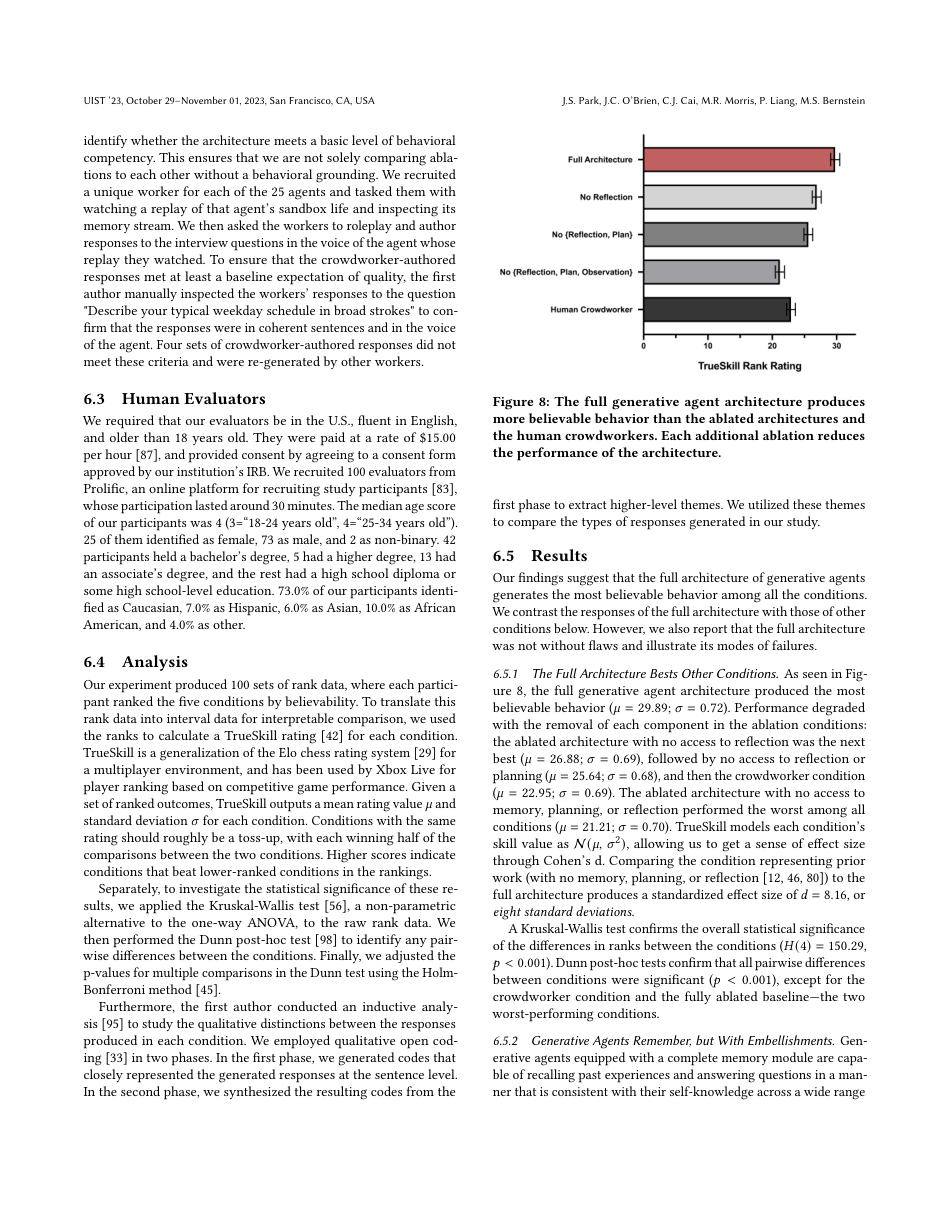 UIST '23, October 29–November 01, 2023, San Francisco, CA, USA
J.S. Park, J.C. O'Brien, C.J. Cai, M.R. Morris, P. Liang, M.S. Bernstein
identify whether the architecture meets a basic level of behavioral
competency. This ensures that we are not solely comparing abla-
tions to each other without a behavioral grounding. We recruited
a unique worker for each of the 25 agents and tasked them with
watching a replay of that agent's sandbox life and inspecting its
memory stream. We then asked the workers to roleplay and author
responses to the interview questions in the voice of the agent whose
replay they watched. To ensure that the crowdworker-authored
responses met at least a baseline expectation of quality, the first
author manually inspected the workers' responses to the question
"Describe your typical weekday schedule in broad strokes" to con-
firm that the responses were in coherent sentences and in the voice
of the agent. Four sets of crowdworker-authored responses did not
meet these criteria and were re-generated by other workers.
6.3 Human Evaluators
We required that our evaluators be in the U.S., fluent in English,
and older than 18 years old. They were paid at a rate of $15.00
per hour [87], and provided consent by agreeing to a consent form
approved by our institution's IRB. We recruited 100 evaluators from
Prolific, an online platform for recruiting study participants [83],
whose participation lasted around 30 minutes. The median age score
of our participants was 4 (3="18-24 years old", 4="25-34 years old").
25 of them identified as female, 73 as male, and 2 as non-binary. 42
participants held a bachelor's degree, 5 had a higher degree, 13 had
an associate's degree, and the rest had a high school diploma or
some high school-level education. 73.0% of our participants identi-
fied as Caucasian, 7.0% as Hispanic, 6.0% as Asian, 10.0% as African
American, and 4.0% as other.
6.4 Analysis
Our experiment produced 100 sets of rank data, where each partici-
pant ranked the five conditions by believability. To translate this
rank data into interval data for interpretable comparison, we used
the ranks to calculate a TrueSkill rating [42] for each condition.
TrueSkill is a generalization of the Elo chess rating system [29] for
a multiplayer environment, and has been used by Xbox Live for
player ranking based on competitive game performance. Given a
set of ranked outcomes, TrueSkill outputs a mean rating value μ and
standard deviation σ for each condition. Conditions with the same
rating should roughly be a toss-up, with each winning half of the
comparisons between the two conditions. Higher scores indicate
conditions that beat lower-ranked conditions in the rankings.
Separately, to investigate the statistical significance of these re-
sults, we applied the Kruskal-Wallis test [56], a non-parametric
alternative to the one-way ANOVA, to the raw rank data. We
then performed the Dunn post-hoc test [98] to identify any pair-
wise differences between the conditions. Finally, we adjusted the
p-values for multiple comparisons in the Dunn test using the Holm-
Bonferroni method [45].
Furthermore, the first author conducted an inductive analy-
sis [95] to study the qualitative distinctions between the responses
produced in each condition. We employed qualitative open cod-
ing [33] in two phases. In the first phase, we generated codes that
closely represented the generated responses at the sentence level.
In the second phase, we synthesized the resulting codes from the
Full Architecture
No Reflection
No {Reflection, Plan}
No {Reflection, Plan, Observation}
Human Crowdworker
0 10 20 30
TrueSkill Rank Rating
Figure 8: The full generative agent architecture produces
more believable behavior than the ablated architectures and
the human crowdworkers. Each additional ablation reduces
the performance of the architecture.
first phase to extract higher-level themes. We utilized these themes
to compare the types of responses generated in our study.
6.5 Results
Our findings suggest that the full architecture of generative agents
generates the most believable behavior among all the conditions.
We contrast the responses of the full architecture with those of other
conditions below. However, we also report that the full architecture
was not without flaws and illustrate its modes of failures.
6.5.1 The Full Architecture Bests Other Conditions. As seen in Fig-
ure 8, the full generative agent architecture produced the most
believable behavior (μ = 29.89; σ = 0.72). Performance degraded
with the removal of each component in the ablation conditions:
the ablated architecture with no access to reflection was the next
best (μ = 26.88; σ = 0.69), followed by no access to reflection or
planning (μ = 25.64; σ = 0.68), and then the crowdworker condition
(μ = 22.95; σ = 0.69). The ablated architecture with no access to
memory, planning, or reflection performed the worst among all
conditions (μ = 21.21; σ = 0.70). TrueSkill models each condition's
skill value as N(μ, σ²), allowing us to get a sense of effect size
through Cohen's d. Comparing the condition representing prior
work (with no memory, planning, or reflection [12, 46, 80]) to the
full architecture produces a standardized effect size of d = 8.16, or
eight standard deviations.
A Kruskal-Wallis test confirms the overall statistical significance
of the differences in ranks between the conditions (H(4) = 150.29,
p < 0.001). Dunn post-hoc tests confirm that all pairwise differences
between conditions were significant (p < 0.001), except for the
crowdworker condition and the fully ablated baseline—the two
worst-performing conditions.
6.5.2 Generative Agents Remember, but With Embellishments. Gen-
erative agents equipped with a complete memory module are capa-
ble of recalling past experiences and answering questions in a man-
ner that is consistent with their self-knowledge across a wide range